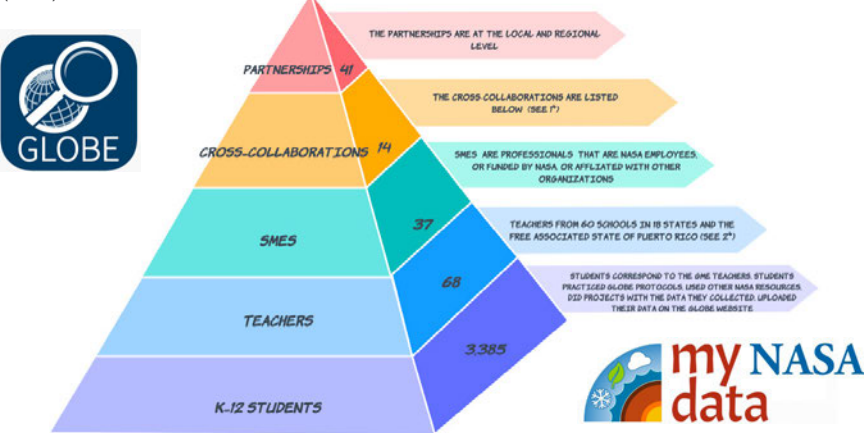 GLOBE
PARTNERSHIPS 41
THE PARTNERSHIPS ARE AT THE LOCAL AND REGIONAL
LEVEL
CROSS-COLLABORATIONS 14
THE CROSS COLLABORATIONS ARE LISTED
BELOW (SEE 1*)
SMES 37
SMES ARE PROFESSIONALS THAT ARE NASA EMPLOYEES,
OR FUNDED BY NASA, OR AFFLIATED WITH OTHER
ORGANIZATIONS
TEACHERS 68
TEACHERS FROM 60 SCHOOLS IN 18 STATES AND THE
FREE ASSOCIATED STATE OF PUERTO RICO (SEE 2*)
K-12 STUDENTS 3,385
STUDENTS CORRESPOND TO THE GME TEACHERS. STUDENTS
PRACTICED GLOBE PROTOCOLS, USED OTHER NASA RESOURCES,
DID PROJECTS WITH THE DATA THEY COLLECTED, UPLOADED
THEIR DATA ON THE GLOBE WEBSITE
my NASA
data